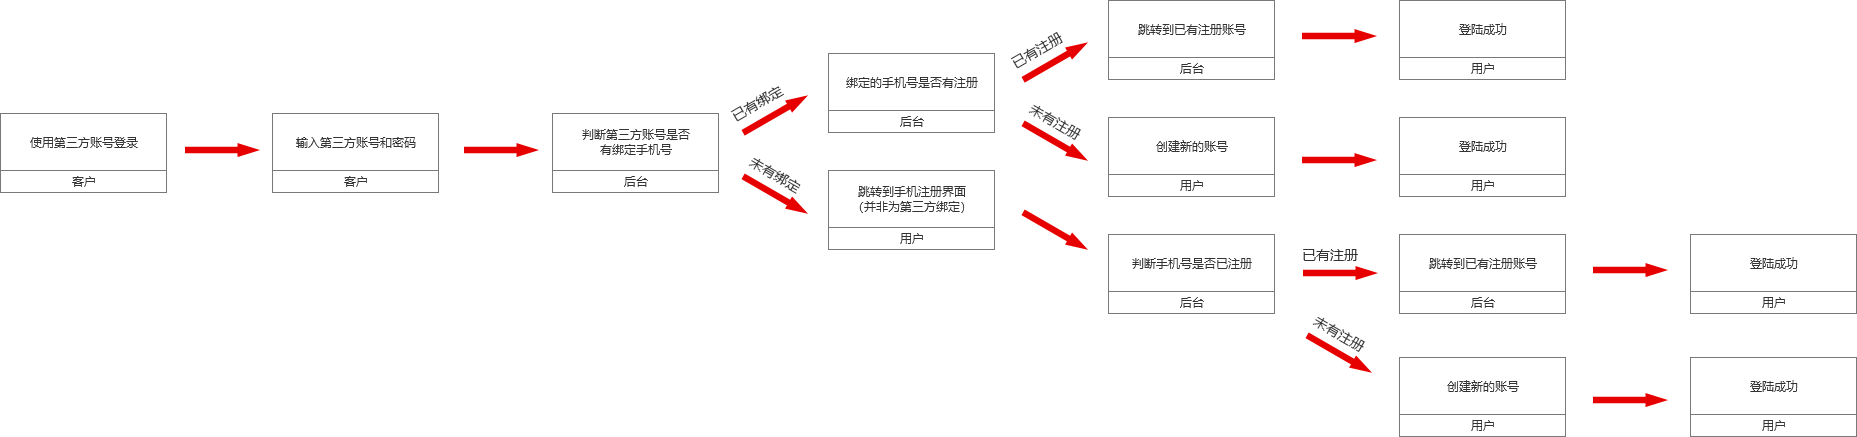 使用第三方账号登录
客户
输入第三方账号和密码
客户
判断第三方账号是否
有绑定手机号
后台
已有绑定
未有绑定
绑定的手机号是否有注册
后台
跳转到手机注册界面
（并非为第三方绑定）
用户
已有注册
未有注册
跳转到已有注册账号
后台
登陆成功
用户
创建新的账号
用户
登陆成功
用户
判断手机号是否已注册
后台
已有注册
未有注册
跳转到已有注册账号
后台
登陆成功
用户
创建新的账号
用户
登陆成功
用户